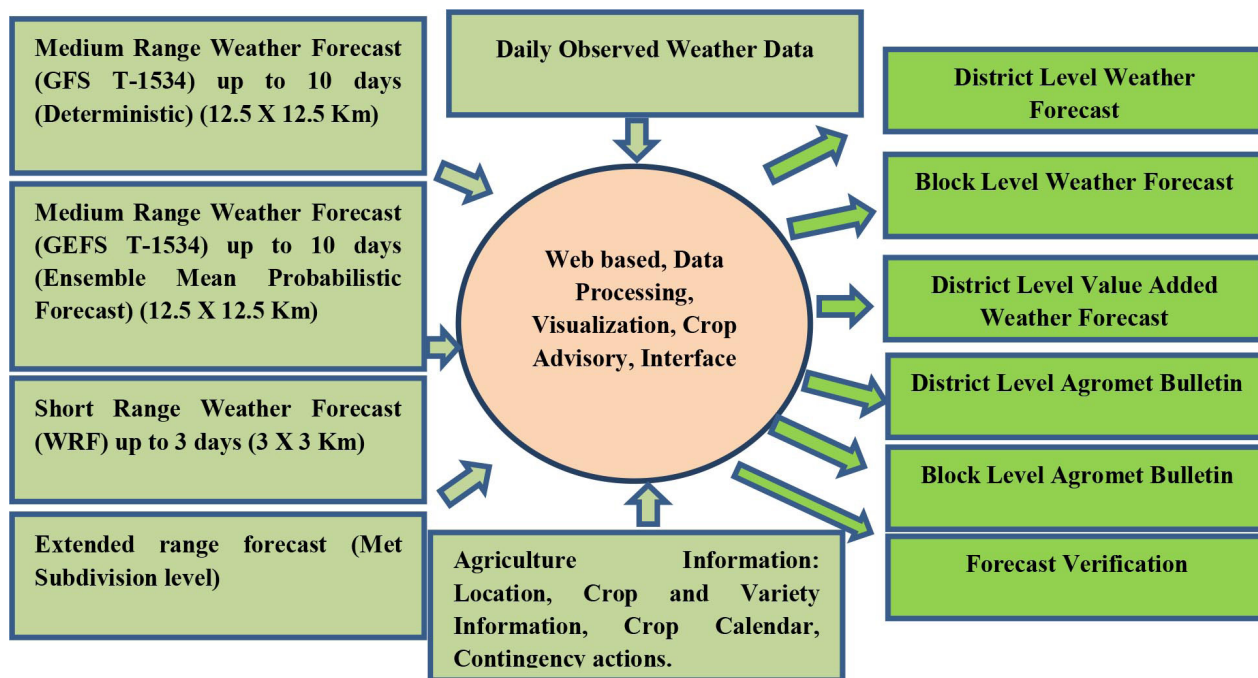 Medium Range Weather Forecast
(GFS T-1534) up to 10 days
(Deterministic) (12.5 X 12.5 Km)
Medium Range Weather Forecast
(GEFS T-1534) up to 10 days
(Ensemble Mean Probabilistic
Forecast) (12.5 X 12.5 Km)
Short Range Weather Forecast
(WRF) up to 3 days (3 X 3 Km)
Extended range forecast (Met
Subdivision level)
Daily Observed Weather Data
Web based, Data
Processing,
Visualization, Crop
Advisory, Interface
Agriculture Information:
Location, Crop and Variety
Information, Crop Calendar,
Contingency actions.
District Level Weather
Forecast
Block Level Weather Forecast
District Level Value Added
Weather Forecast
District Level Agromet Bulletin
Block Level Agromet Bulletin
Forecast Verification